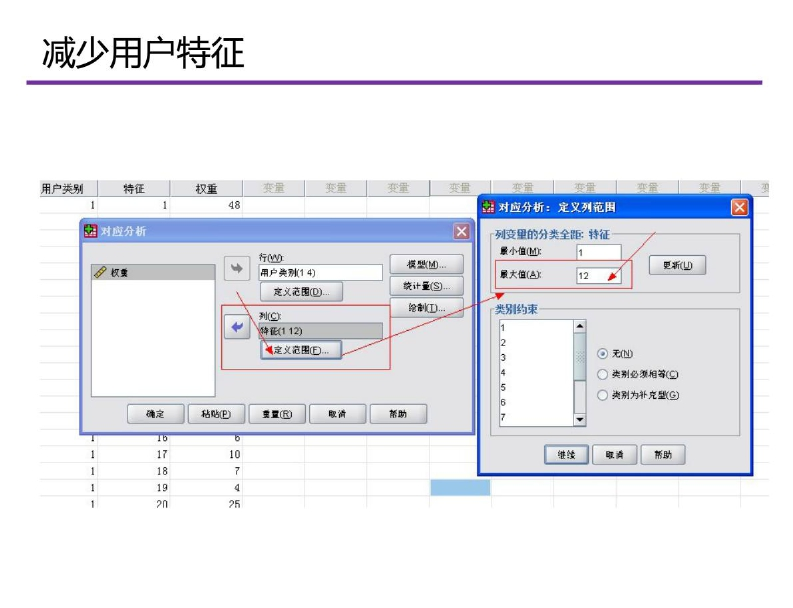 减少用户特征
用户类别 特征 权重 变量 变量 变量 变量 变量 变量 变量 变量
1 1 48
对应分析
权重
行(W):
用户类别(1 4)
定义范围(D)...
列(C):
特征(1 12)
定义范围(F)...
模型(M)...
统计量(S)...
绘制(T)...
确定 粘贴(P) 重置(R) 取消 帮助
1 16 6
1 17 10
1 18 7
1 19 4
1 20 25
对应分析: 定义列范围
列变量的分类全距: 特征
最小值(M): 1
最大值(A): 12
更新(U)
类别约束
1
2
3
4
5
6
7
无(N)
类别必须相等(C)
类别为补充型(G)
继续 取消 帮助